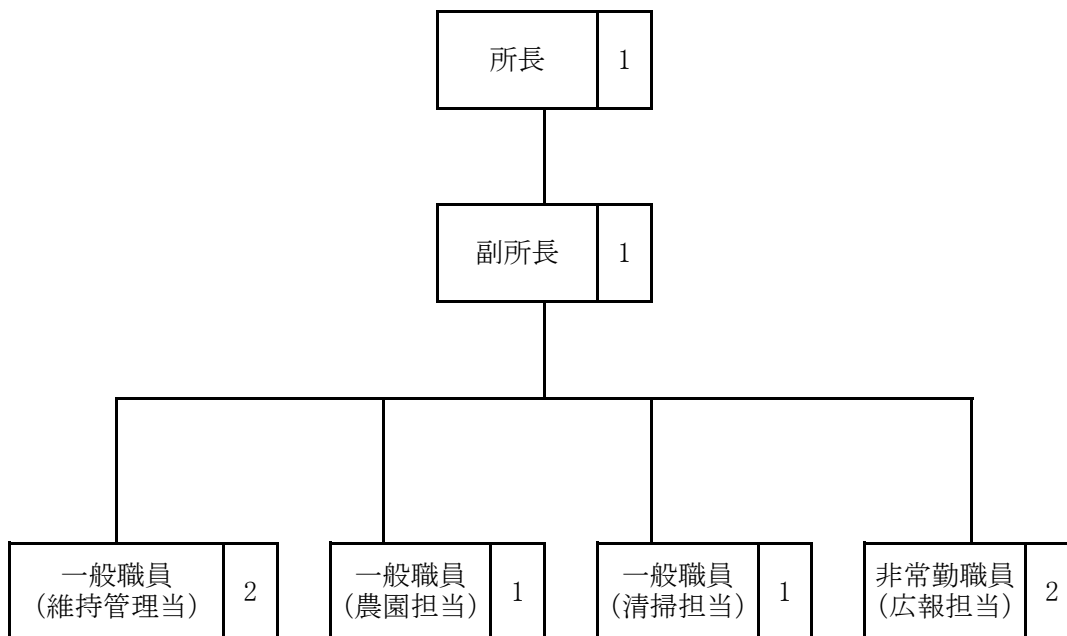 所長 1
副所長 1
一般職員
(維持管理当) 2
一般職員
(農園担当) 1
一般職員
(清掃担当) 1
非常勤職員
(広報担当) 2